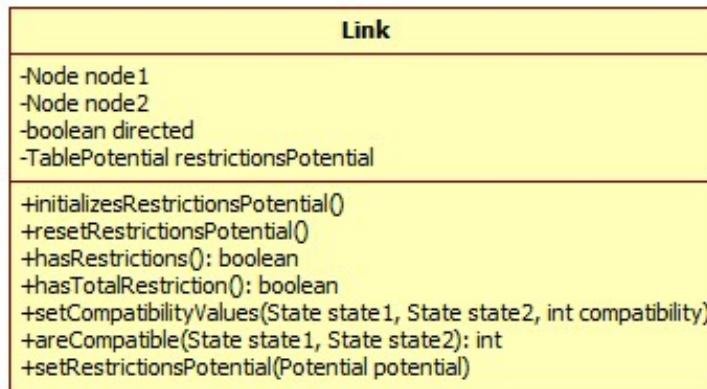 Link
-Node node1
-Node node2
-boolean directed
-TablePotential restrictionsPotential
+initializesRestrictionsPotential()
+resetRestrictionsPotential()
+hasRestrictions(): boolean
+hasTotalRestriction(): boolean
+setCompatibilityValues(State state1, State state2, int compatibility)
+areCompatible(State state1, State state2): int
+setRestrictionsPotential(Potential potential)